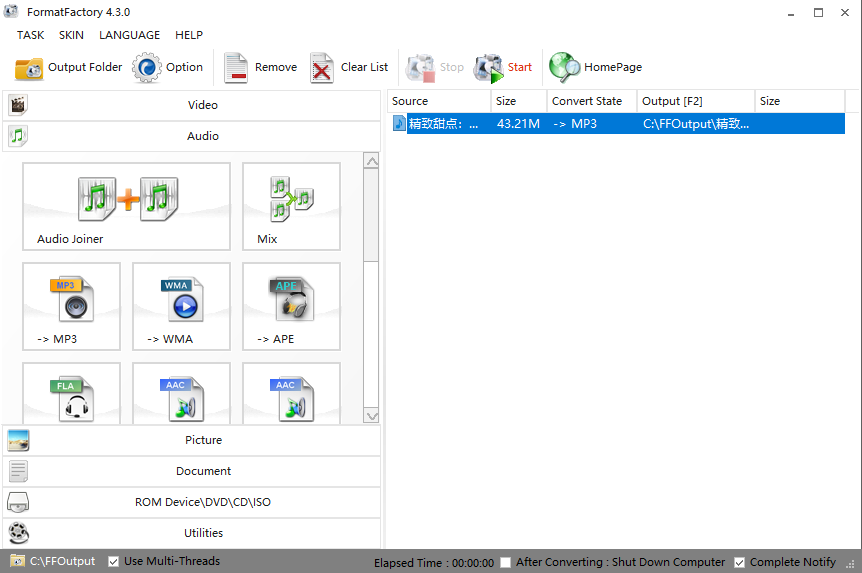 FormatFactory 4.3.0
TASK SKIN LANGUAGE HELP
Output Folder Option Remove Clear List Stop Start HomePage
Video
Audio
Audio Joiner Mix
MP3 WMA APE
-> MP3 -> WMA -> APE
FLA AAC AAC
Picture
Document
ROM Device\DVD\CD\ISO
Utilities
Source Size Convert State Output [F2] Size
精致甜点：... 43.21M -> MP3 C:\FFOutput\精致...
C:\FFOutput Use Multi-Threads Elapsed Time : 00:00:00 After Converting : Shut Down Computer Complete Notify